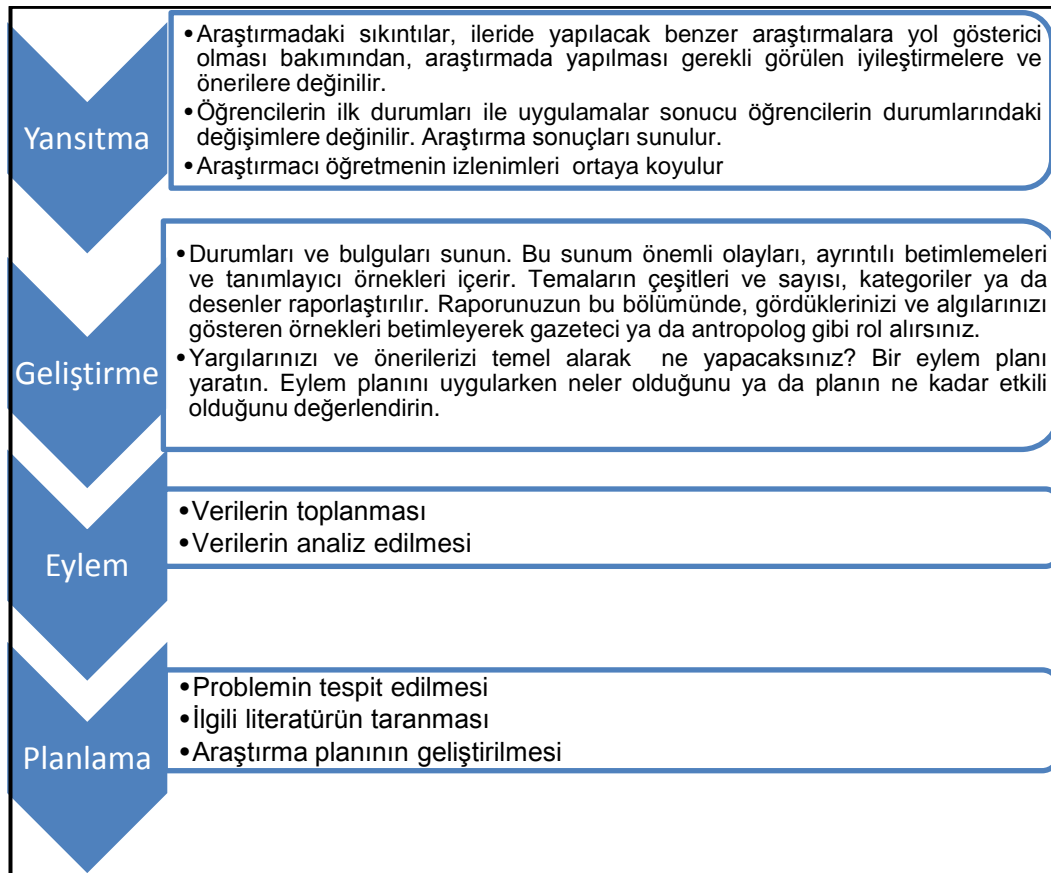 Yansıtma
•Araştırmadaki sıkıntılar, ileride yapılacak benzer araştırmalara yol gösterici
olması bakımından, araştırmada yapılması gerekli görülen iyileştirmelere ve
önerilere değinilir.
•Öğrencilerin ilk durumları ile uygulamalar sonucu öğrencilerin durumlarındaki
değişimlere değinilir. Araştırma sonuçları sunulur.
•Araştırmacı öğretmenin izlenimleri ortaya koyulur
Geliştirme
•Durumları ve bulguları sunun. Bu sunum önemli olayları, ayrıntılı betimlemeleri
ve tanımlayıcı örnekleri içerir. Temaların çeşitleri ve sayısı, kategoriler ya da
desenler raporlaştırılır. Raporunuzun bu bölümünde, gördüklerinizi ve algılarınızı
gösteren örnekleri betimleyerek gazeteci ya da antropolog gibi rol alırsınız.
•Yargılarınızı ve önerilerizi temel alarak ne yapacaksınız? Bir eylem planı
yaratın. Eylem planını uygularken neler olduğunu ya da planın ne kadar etkili
olduğunu değerlendirin.
Eylem
•Verilerin toplanması
•Verilerin analiz edilmesi
Planlama
•Problemin tespit edilmesi
•İlgili literatürün taranması
•Araştırma planının geliştirilmesi